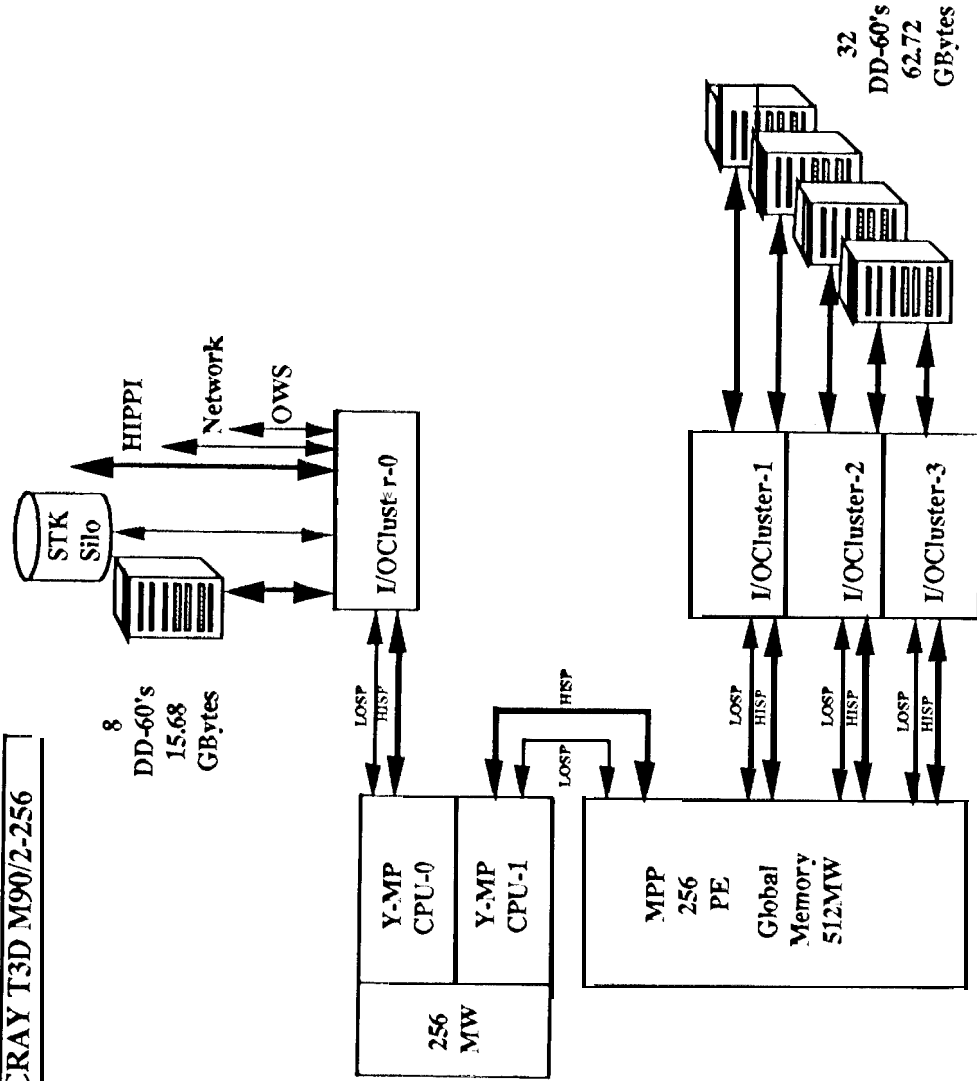 CRAY T3D M90/2-256
8
DD-60's
15.68
GBytes
STK
Silo
HIPPI
Network
OWS
I/OCluster-0
LOSP
HISP
256
MW
Y-MP
CPU-0
Y-MP
CPU-1
HISP
LOSP
MPP
256
PE
Global
Memory
512MW
LOSP
HISP
LOSP
HISP
LOSP
HISP
I/OCluster-1
I/OCluster-2
I/OCluster-3
32
DD-60's
62.72
GBytes